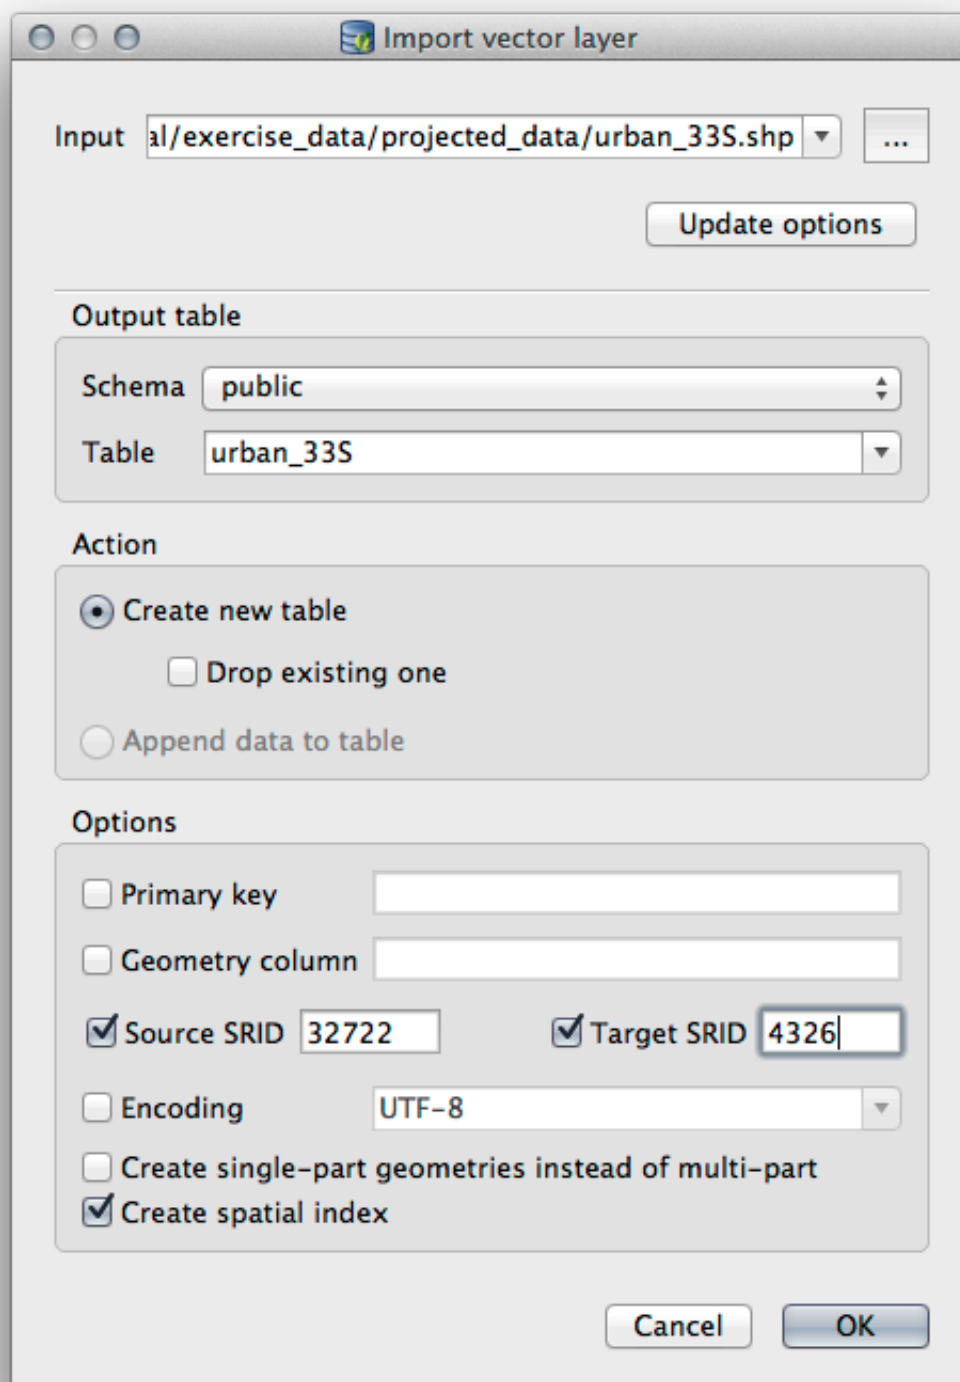 Import vector layer
Input al/exercise_data/projected_data/urban_33S.shp ...
Update options
Output table
Schema public
Table urban_33S
Action
Create new table
Drop existing one
Append data to table
Options
Primary key
Geometry column
Source SRID 32722 Target SRID 4326
Encoding UTF-8
Create single-part geometries instead of multi-part
Create spatial index
Cancel OK